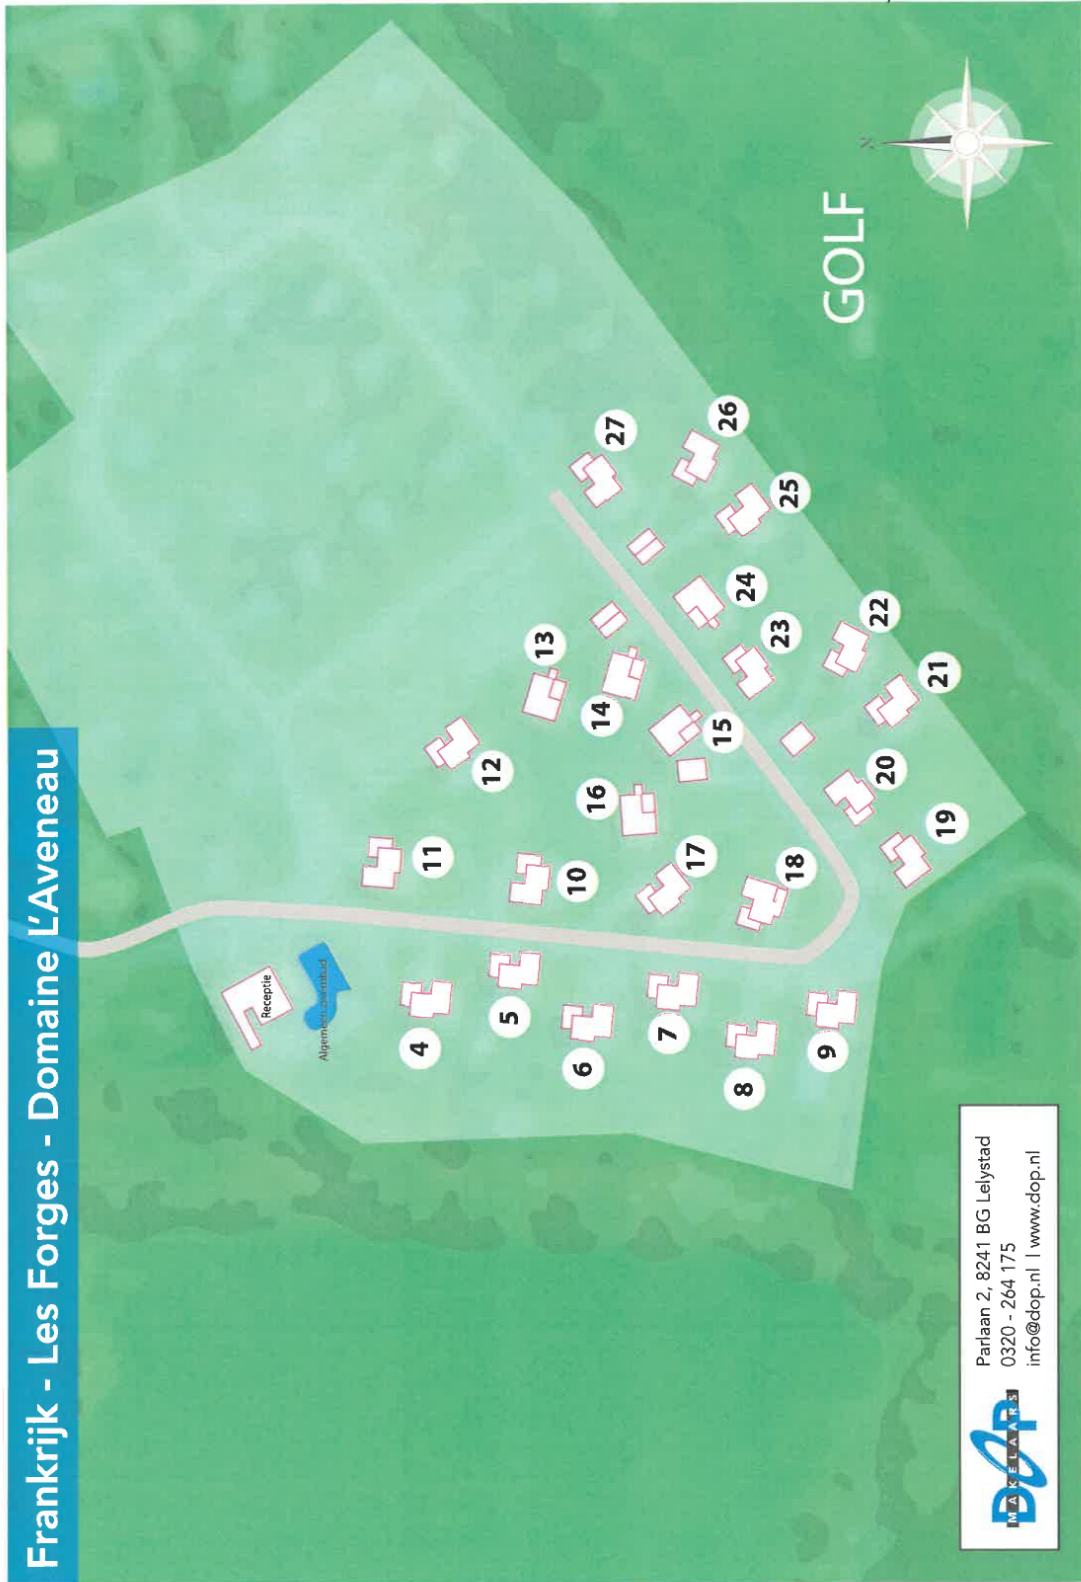 Frankrijk - Les Forges - Domaine L'Aveneau
Receptie
4
5
6
7
8
9
10
11
12
13
14
15
16
17
18
19
20
21
22
23
24
25
26
27
GOLF
N
DOP
MAKELAARS
Parlaan 2, 8241 BG Lelystad
0320 - 264 175
info@dop.nl | www.dop.nl